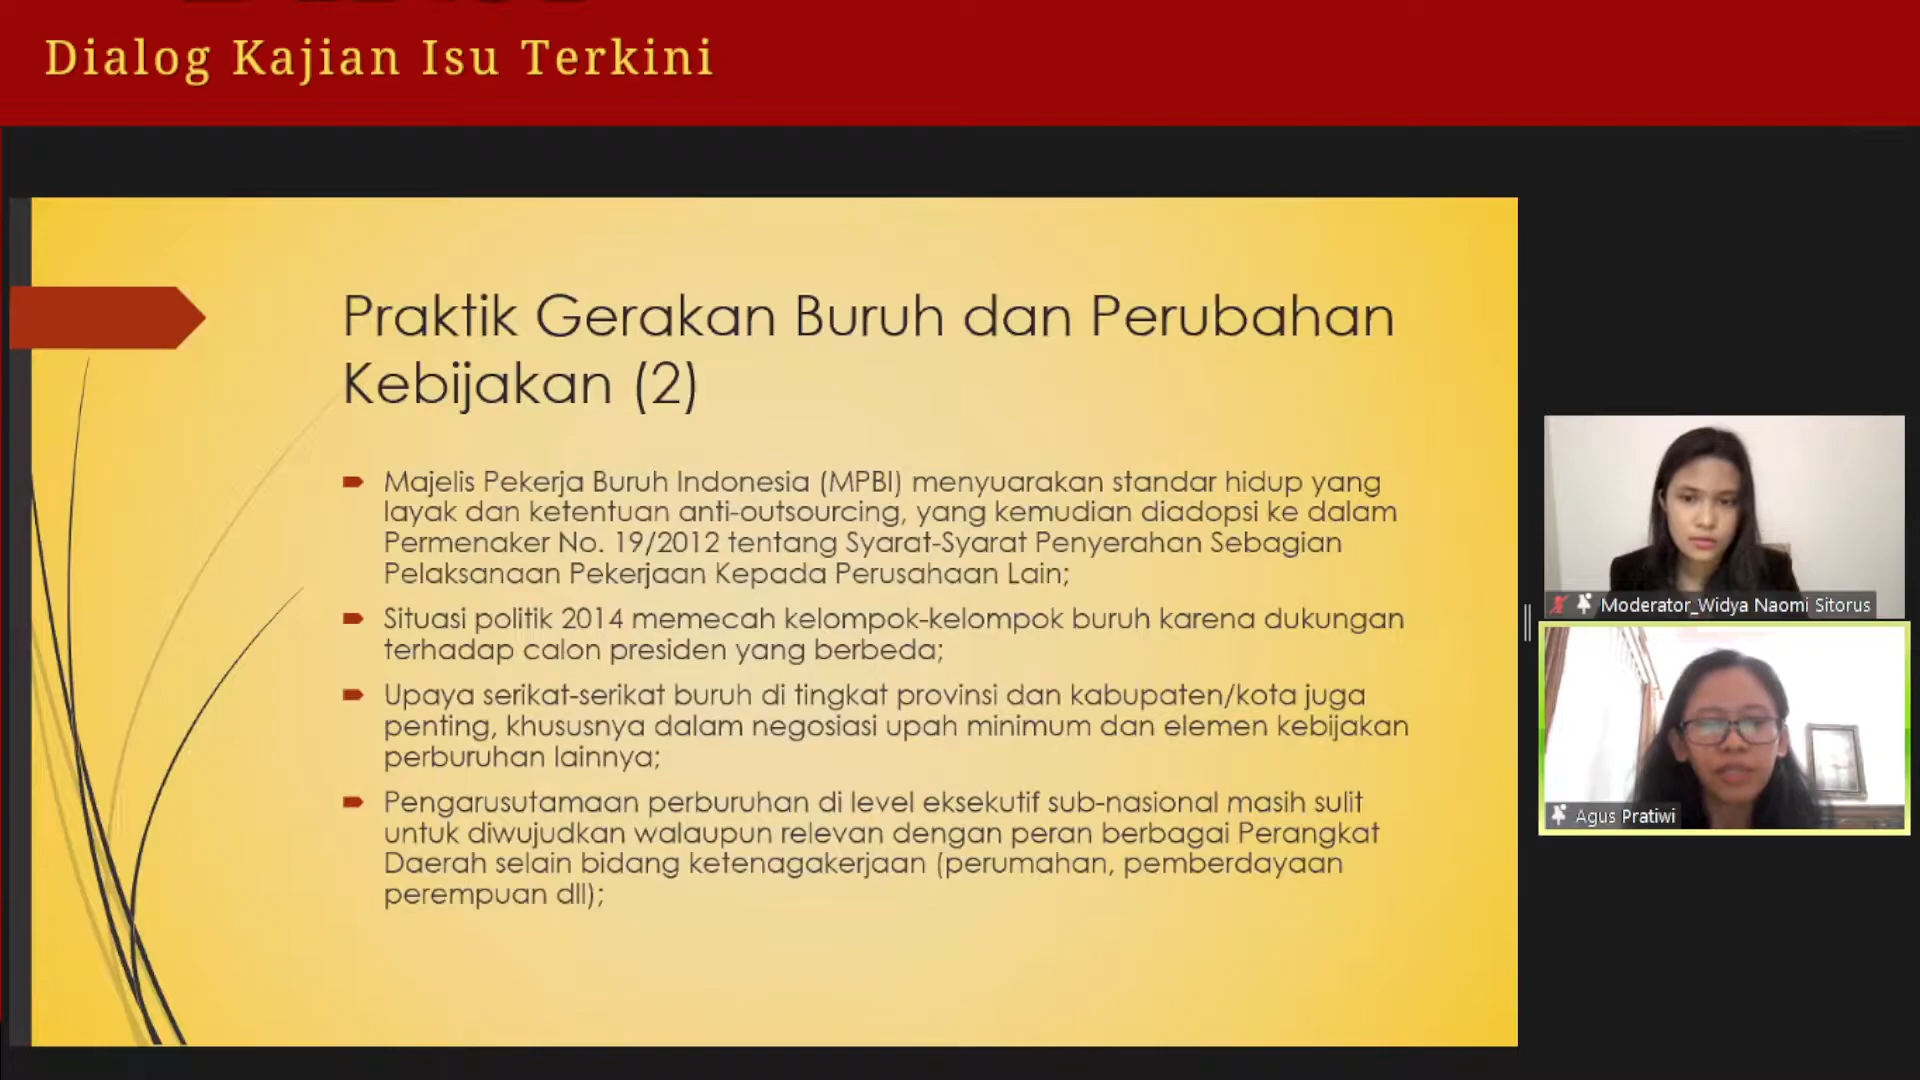 Dialog Kajian Isu Terkini
Praktik Gerakan Buruh dan Perubahan
Kebijakan (2)
Majelis Pekerja Buruh Indonesia (MPBI) menyuarakan standar hidup yang
layak dan ketentuan anti-outsourcing, yang kemudian diadopsi ke dalam
Permenaker No. 19/2012 tentang Syarat-Syarat Penyerahan Sebagian
Pelaksanaan Pekerjaan Kepada Perusahaan Lain;
Situasi politik 2014 memecah kelompok-kelompok buruh karena dukungan
terhadap calon presiden yang berbeda;
Upaya serikat-serikat buruh di tingkat provinsi dan kabupaten/kota juga
penting, khususnya dalam negosiasi upah minimum dan elemen kebijakan
perburuhan lainnya;
Pengarusutamaan perburuhan di level eksekutif sub-nasional masih sulit
untuk diwujudkan walaupun relevan dengan peran berbagai Perangkat
Daerah selain bidang ketenagakerjaan (perumahan, pemberdayaan
perempuan dll);
Moderator_Widya Naomi Sitorus
Agus Pratiwi